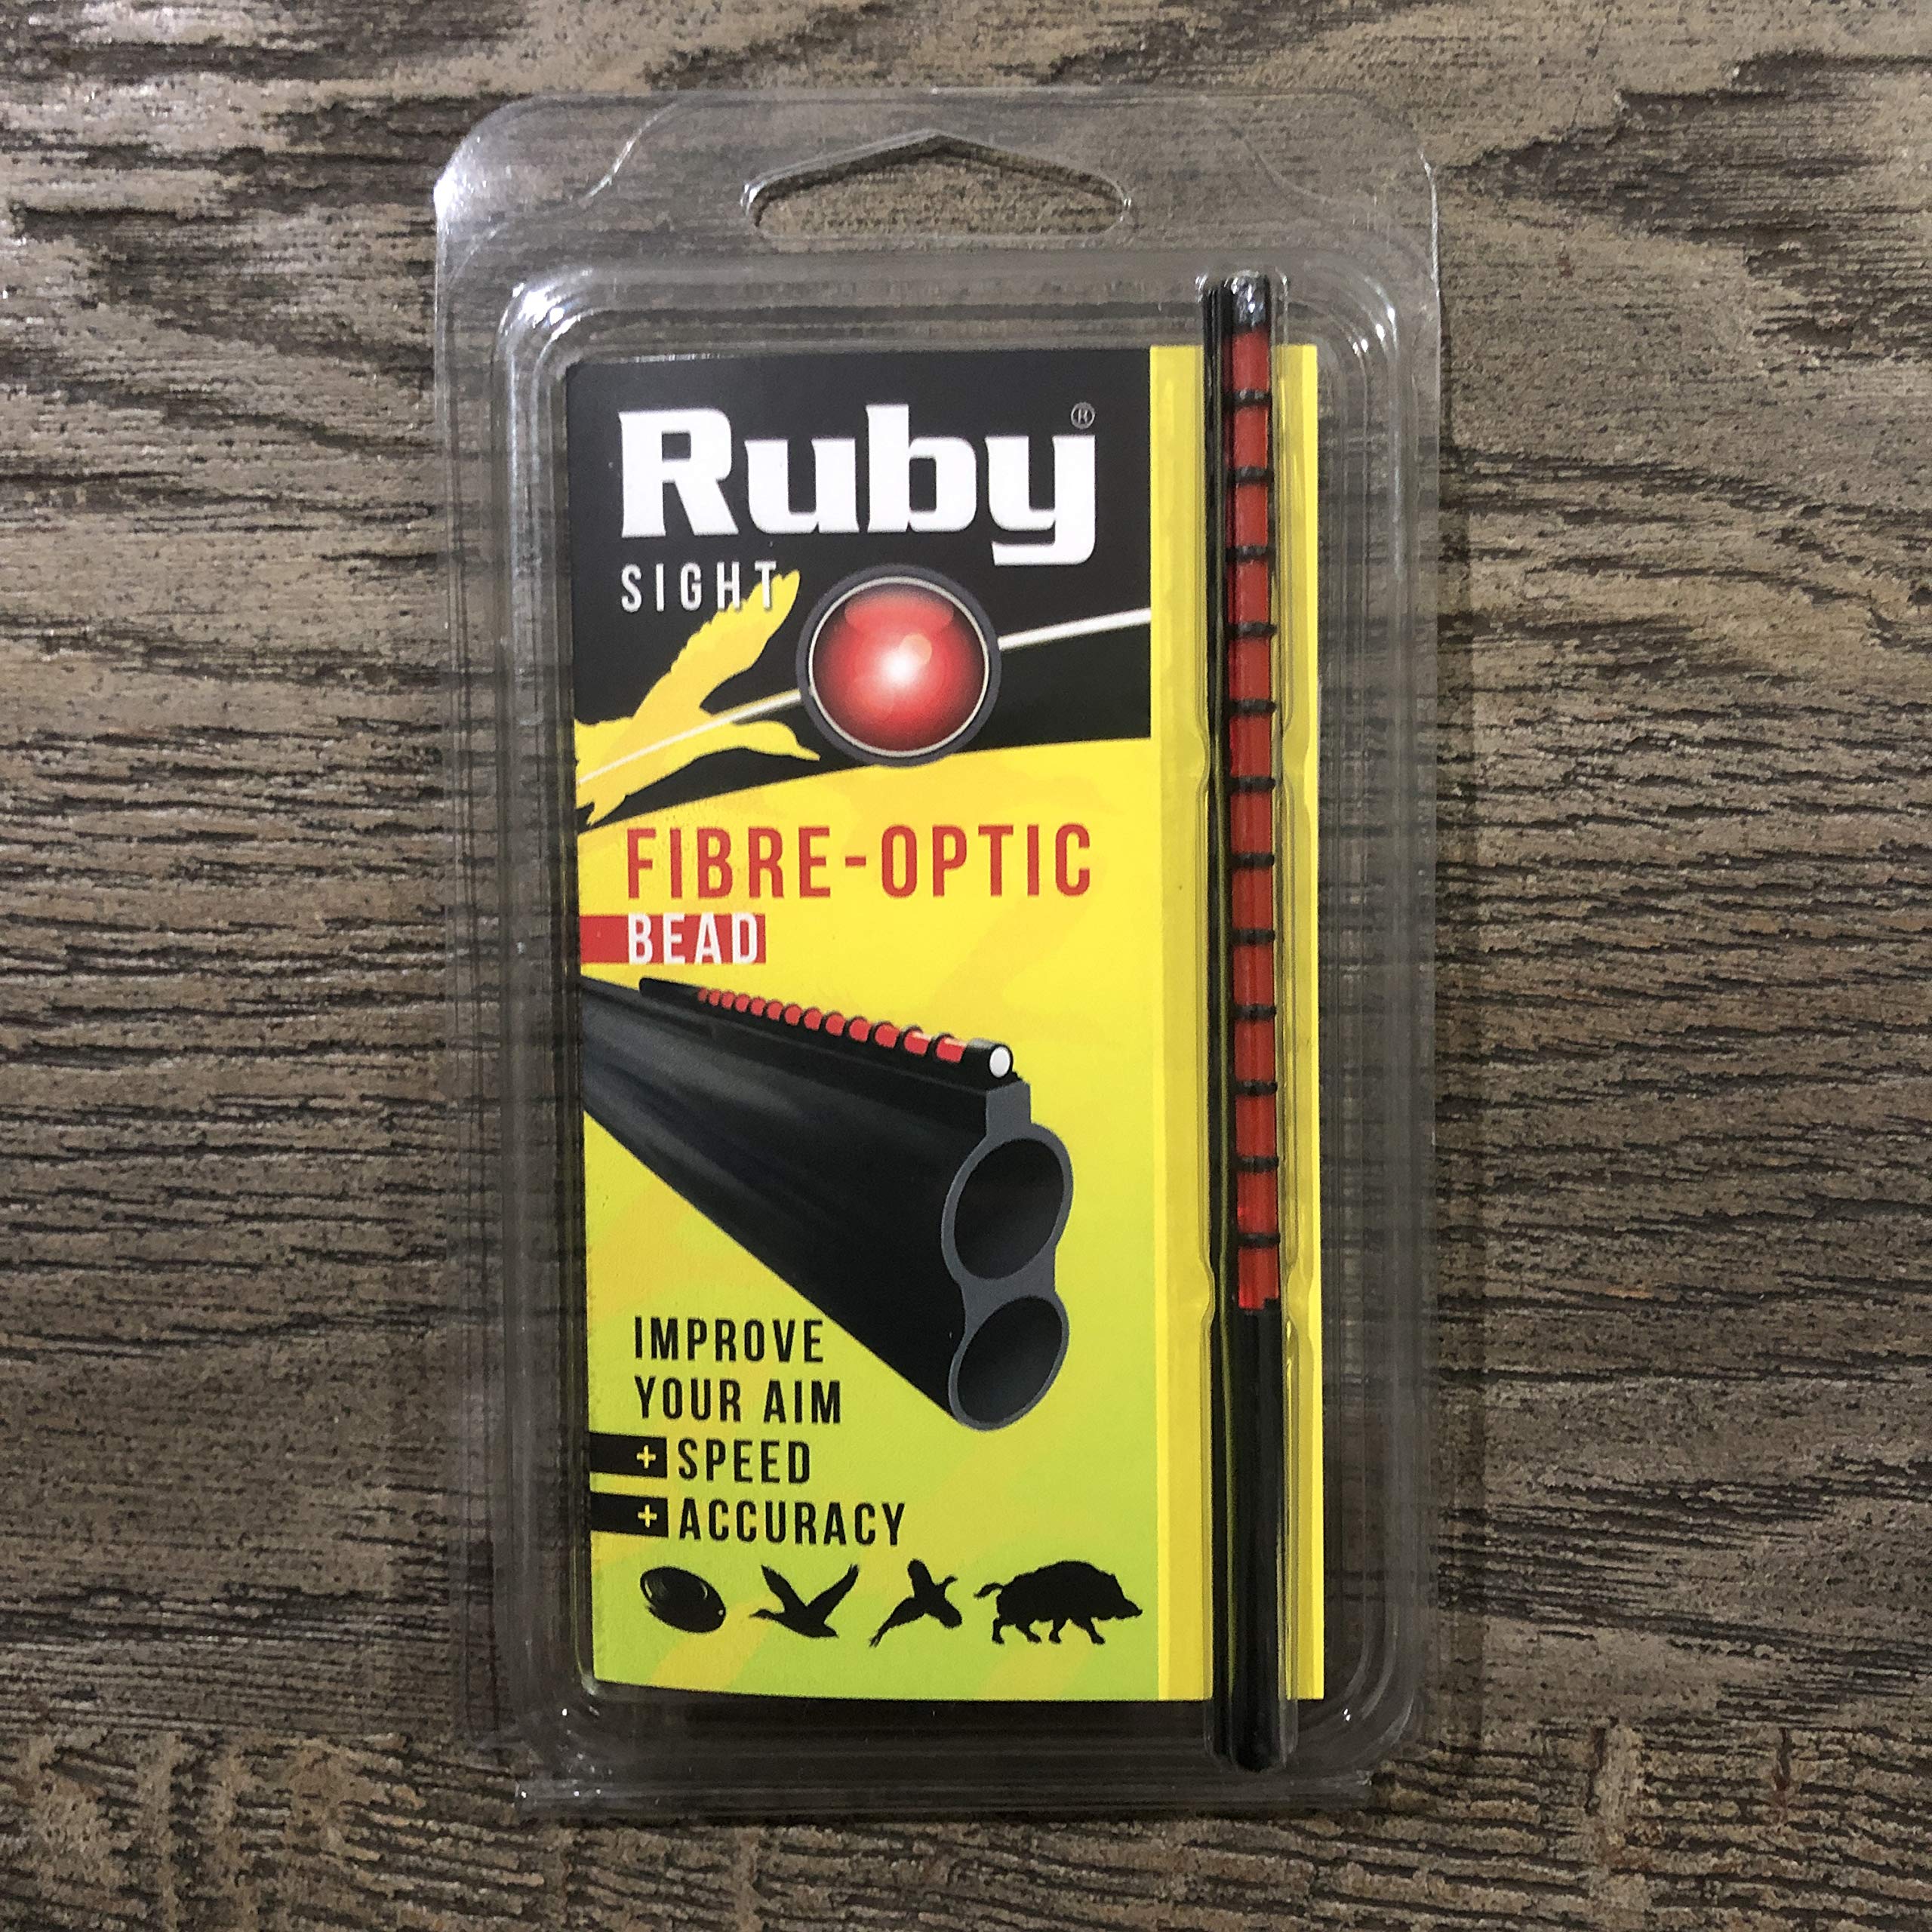 Ruby®
SIGHT
FIBRE-OPTIC
BEAD
IMPROVE
YOUR AIM
+ SPEED
+ ACCURACY